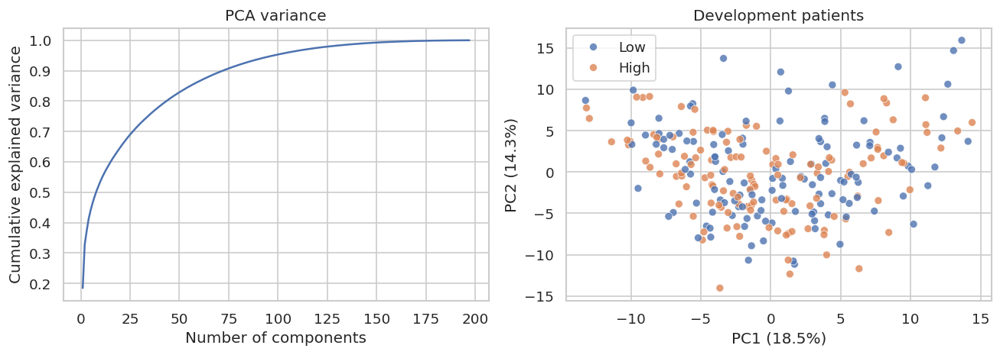 PCA variance
Cumulative explained variance
1.0
0.9
0.8
0.7
0.6
0.5
0.4
0.3
0.2
0 25 50 75 100 125 150 175 200
Number of components
Development patients
Low
High
PC2 (14.3%)
15
10
5
0
−5
−10
−15
−10 −5 0 5 10 15
PC1 (18.5%)